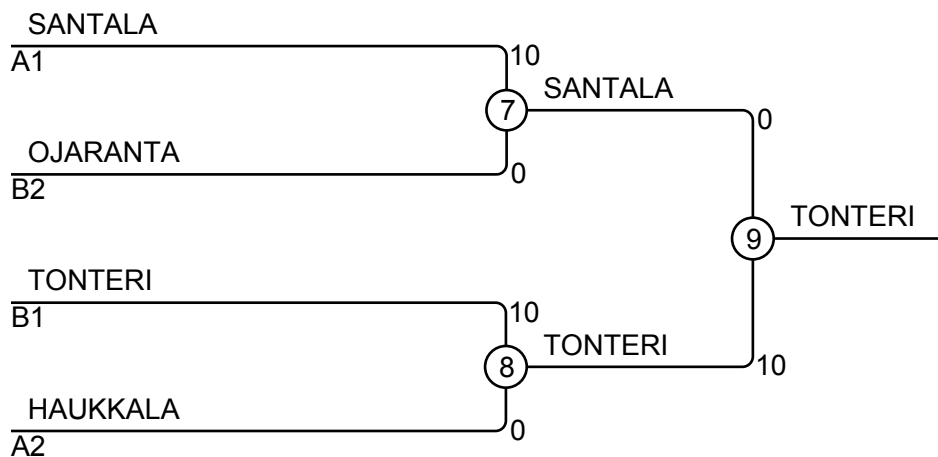 SANTALA
A1
10
7
SANTALA
0
OJARANTA
B2
0
9
TONTERI
TONTERI
B1
10
8
TONTERI
10
HAUKKALA
A2
0